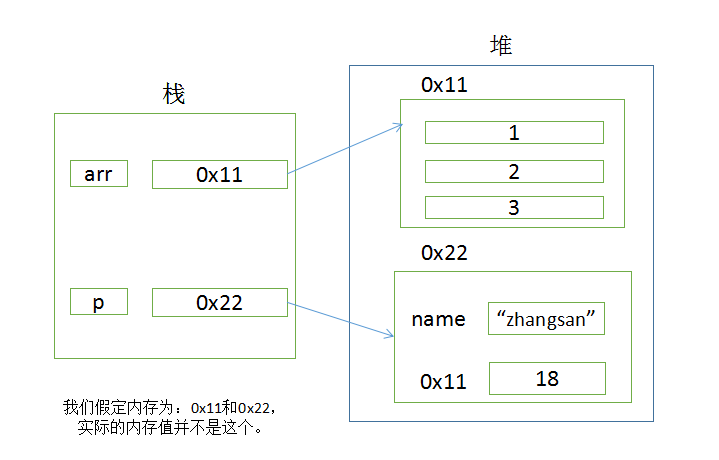 堆
栈
0x11
1
arr
0x11
2
3
0x22
p
0x22
name
“zhangsan”
0x11
18
我们假定内存为：0x11和0x22，
实际的内存值并不是这个。